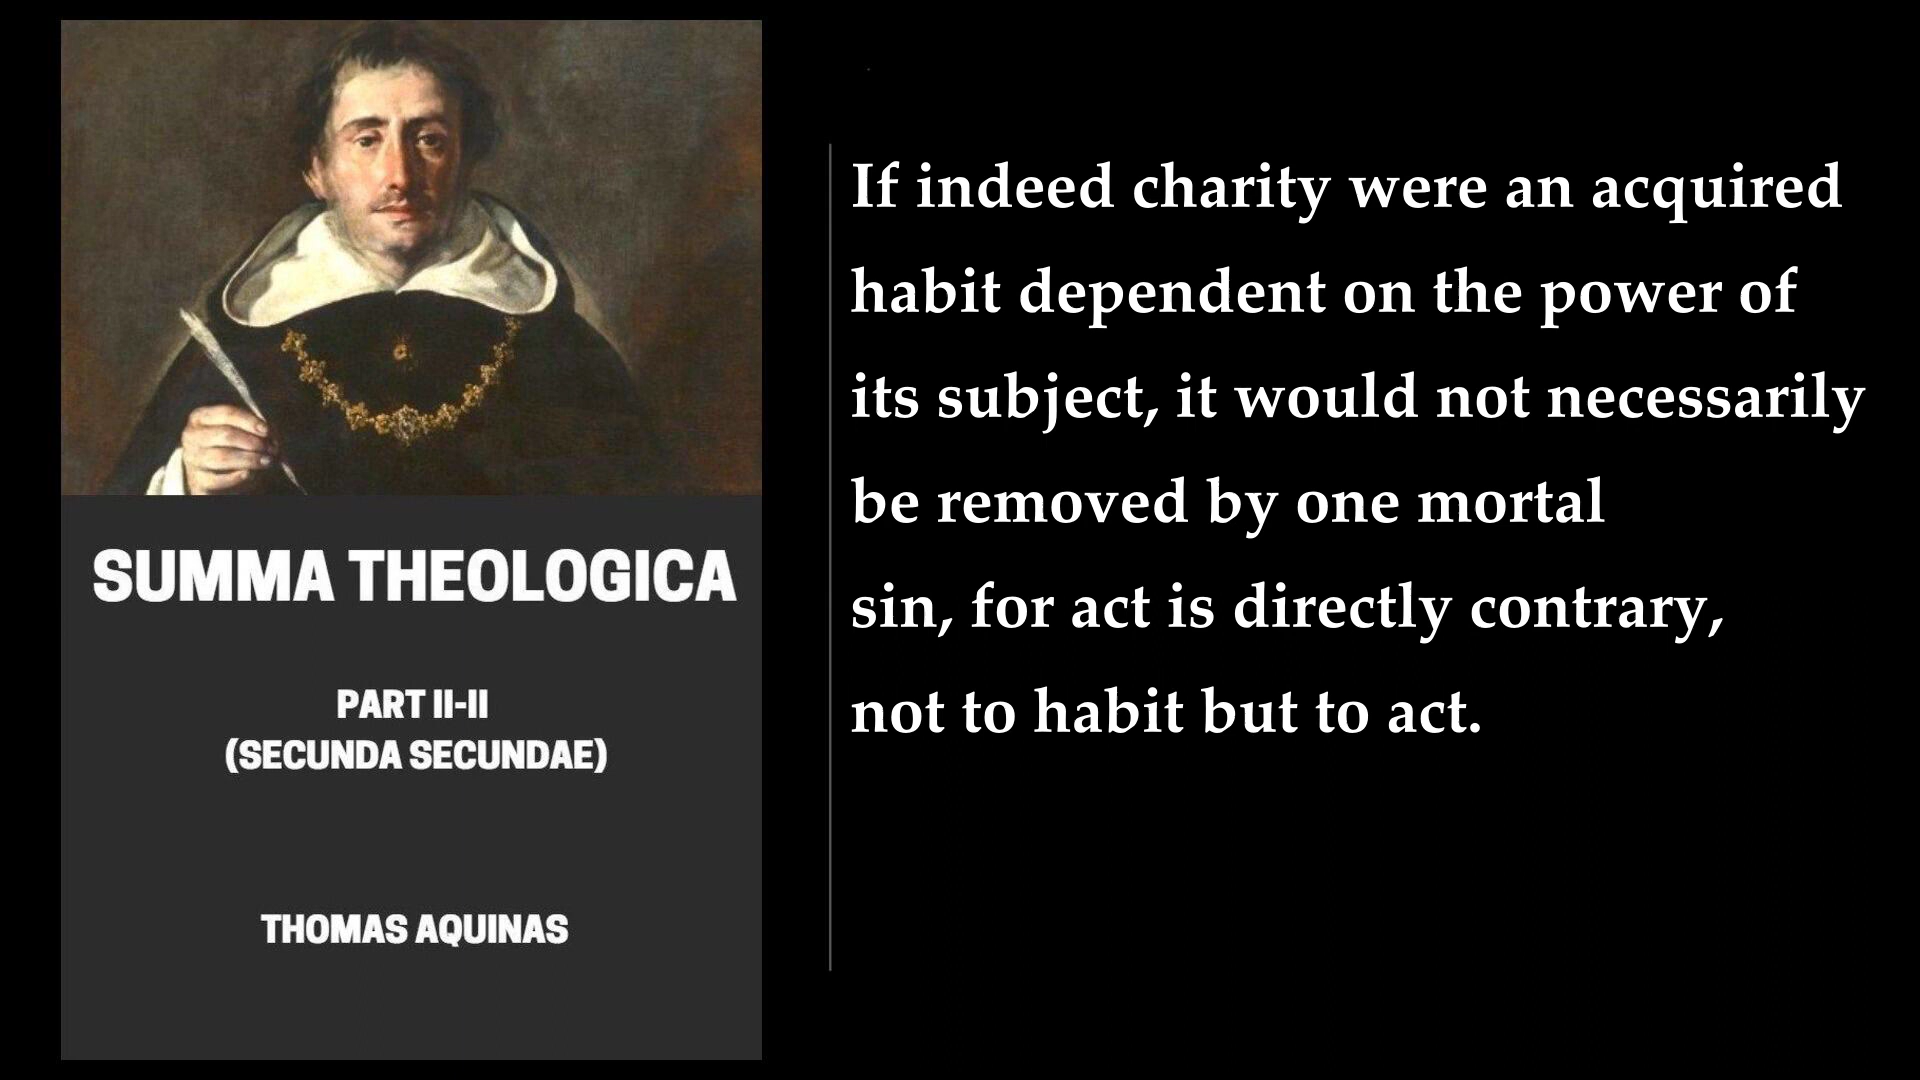 SUMMA THEOLOGICA
PART II-II
(SECUNDA SECUNDAE)
THOMAS AQUINAS
If indeed charity were an acquired
habit dependent on the power of
its subject, it would not necessarily
be removed by one mortal
sin, for act is directly contrary,
not to habit but to act.